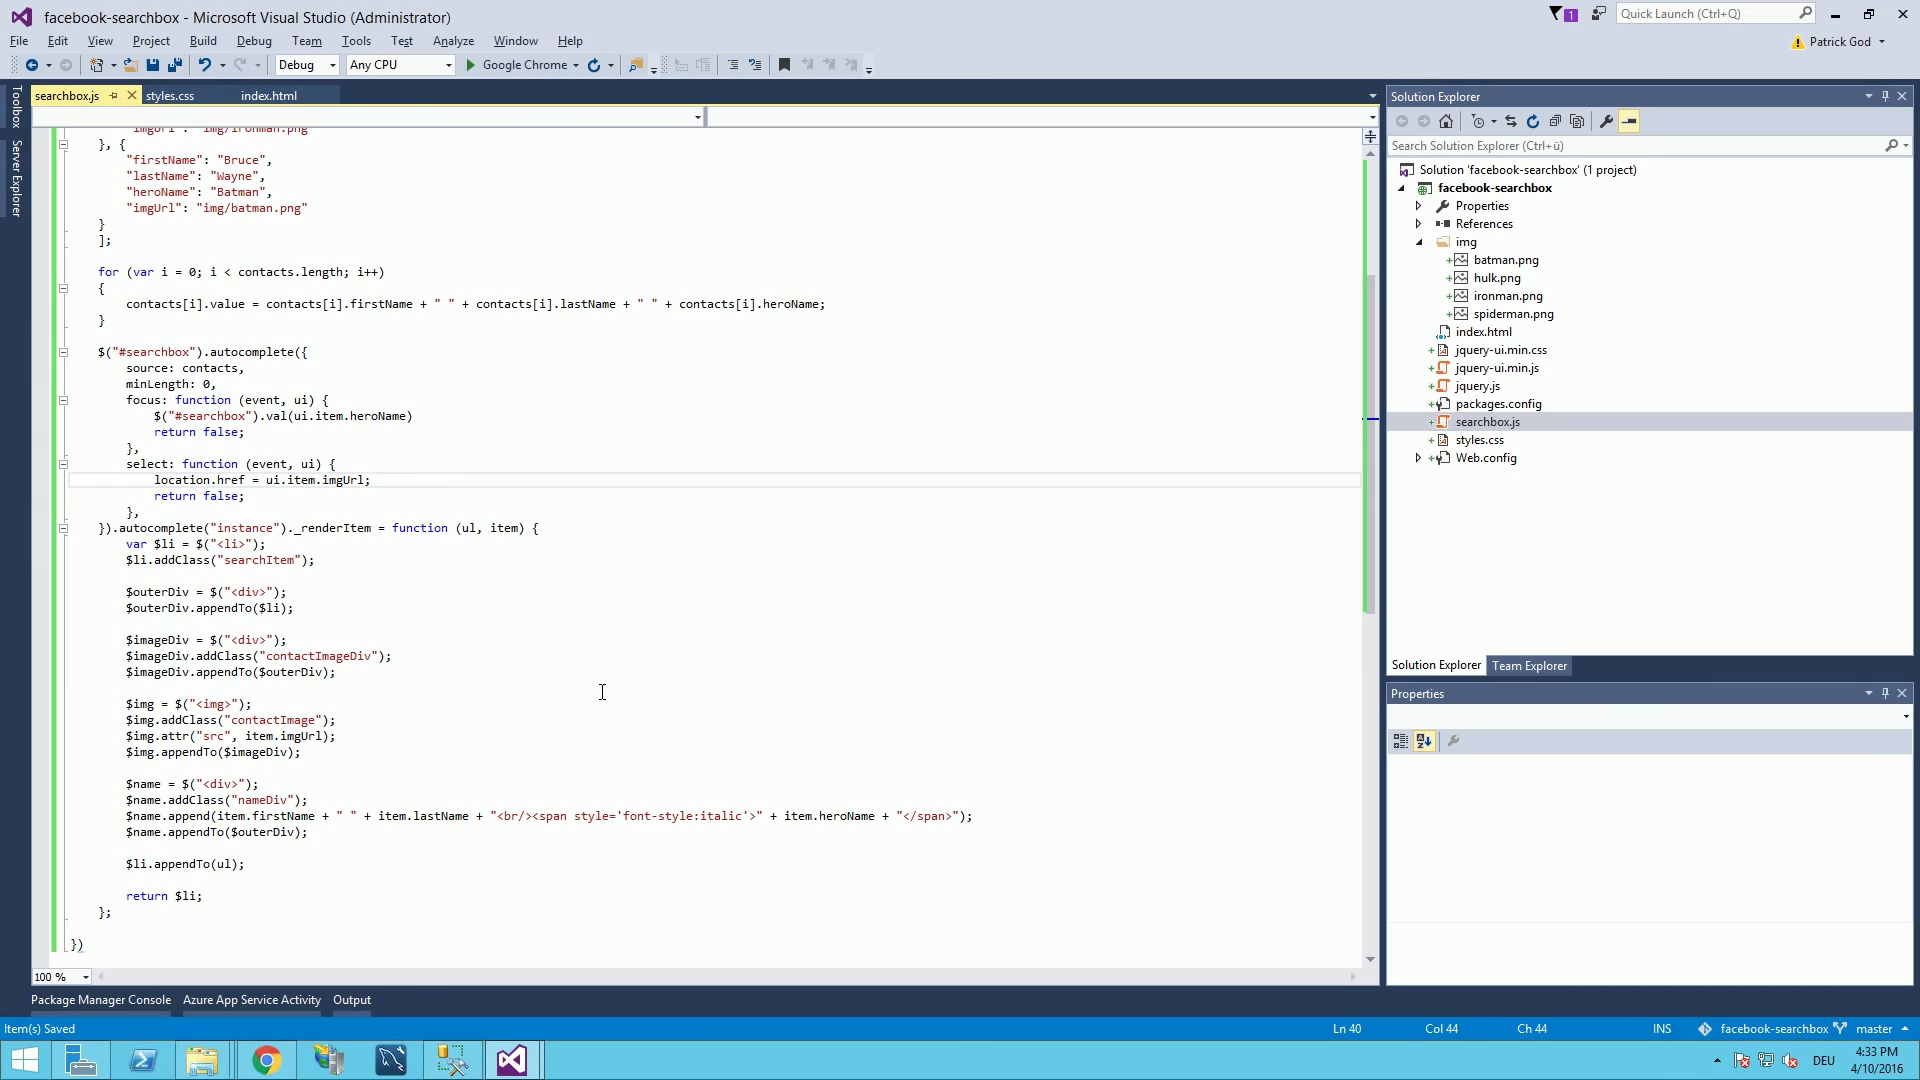 facebook-searchbox - Microsoft Visual Studio (Administrator)
1
Quick Launch (Ctrl+Q)
File Edit View Project Build Debug Team Tools Test Analyze Window Help
Patrick God
Debug Any CPU Google Chrome
Toolbox
Server Explorer
searchbox.js styles.css index.html
"imgUrl": "img/ironman.png"
}, {
"firstName": "Bruce",
"lastName": "Wayne",
"heroName": "Batman",
"imgUrl": "img/batman.png"
}
];
for (var i = 0; i < contacts.length; i++)
{
contacts[i].value = contacts[i].firstName + " " + contacts[i].lastName + " " + contacts[i].heroName;
}
$("#searchbox").autocomplete({
source: contacts,
minLength: 0,
focus: function (event, ui) {
$("#searchbox").val(ui.item.heroName)
return false;
},
select: function (event, ui) {
location.href = ui.item.imgUrl;
return false;
},
}).autocomplete("instance")._renderItem = function (ul, item) {
var $li = $("<li>");
$li.addClass("searchItem");
$outerDiv = $("<div>");
$outerDiv.appendTo($li);
$imageDiv = $("<div>");
$imageDiv.addClass("contactImageDiv");
$imageDiv.appendTo($outerDiv);
$img = $("<img>");
$img.addClass("contactImage");
$img.attr("src", item.imgUrl);
$img.appendTo($imageDiv);
$name = $("<div>");
$name.addClass("nameDiv");
$name.append(item.firstName + " " + item.lastName + "<br/><span style='font-style:italic'>" + item.heroName + "</span>");
$name.appendTo($outerDiv);
$li.appendTo(ul);
return $li;
};
})
100 %
Solution Explorer
Search Solution Explorer (Ctrl+ü)
Solution 'facebook-searchbox' (1 project)
facebook-searchbox
Properties
References
img
batman.png
hulk.png
ironman.png
spiderman.png
index.html
jquery-ui.min.css
jquery-ui.min.js
jquery.js
packages.config
searchbox.js
styles.css
Web.config
Solution Explorer Team Explorer
Properties
Package Manager Console Azure App Service Activity Output
Item(s) Saved Ln 40 Col 44 Ch 44 INS facebook-searchbox master
DEU
4:33 PM
4/10/2016